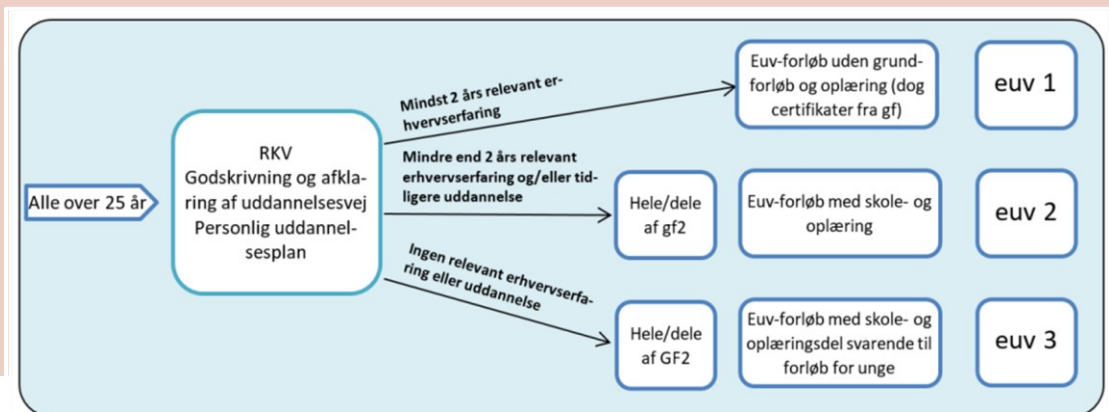 Alle over 25 år
RKV
Godskrivning og afkla-
ring af uddannelsesvej
Personlig uddannel-
sesplan
Mindst 2 års relevant er-
hvervserfaring
Euv-forløb uden grund-
forløb og oplæring (dog
certifikater fra gf)
euv 1
Mindre end 2 års relevant
erhvervserfaring og/eller tid-
ligere uddannelse
Hele/dele
af gf2
Euv-forløb med skole- og
oplæring
euv 2
Ingen relevant erhvervserfa-
ring eller uddannelse
Hele/dele
af GF2
Euv-forløb med skole- og
oplæringsdel svarende til
forløb for unge
euv 3